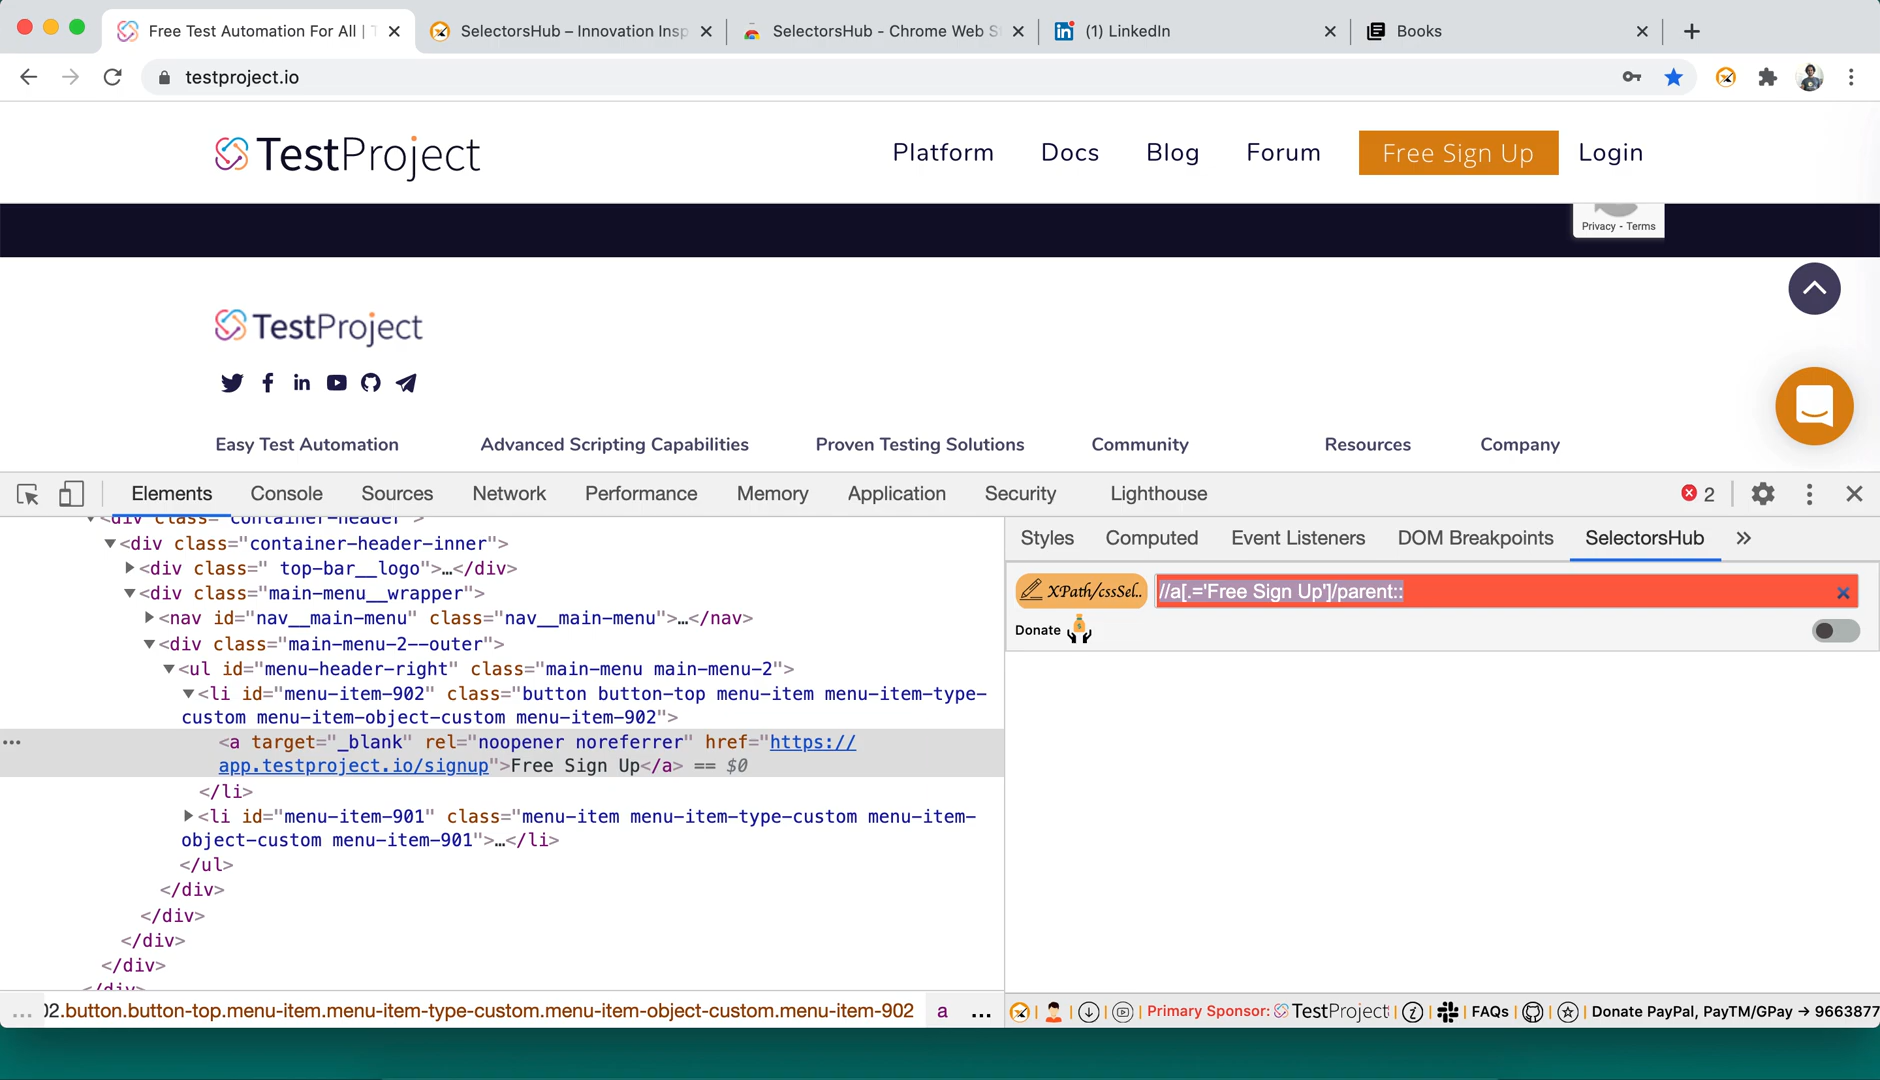 Free Test Automation For All | T
SelectorsHub – Innovation Insp
SelectorsHub - Chrome Web S
(1) LinkedIn
Books
testproject.io
TestProject
Platform Docs Blog Forum Free Sign Up Login
Privacy - Terms
TestProject
Easy Test Automation Advanced Scripting Capabilities Proven Testing Solutions Community Resources Company
Elements Console Sources Network Performance Memory Application Security Lighthouse 2
<div class="container-header">
<div class="container-header-inner">
<div class=" top-bar__logo">…</div>
<div class="main-menu__wrapper">
<nav id="nav__main-menu" class="nav__main-menu">…</nav>
<div class="main-menu-2--outer">
<ul id="menu-header-right" class="main-menu main-menu-2">
<li id="menu-item-902" class="button button-top menu-item menu-item-type-
custom menu-item-object-custom menu-item-902">
<a target="_blank" rel="noopener noreferrer" href="https://
app.testproject.io/signup">Free Sign Up</a> == $0
</li>
<li id="menu-item-901" class="menu-item menu-item-type-custom menu-item-
object-custom menu-item-901">…</li>
</ul>
</div>
</div>
</div>
</div>
</div>
... 02.button.button-top.menu-item.menu-item-type-custom.menu-item-object-custom.menu-item-902 a ...
Styles Computed Event Listeners DOM Breakpoints SelectorsHub »
XPath/cssSel.. //a[.='Free Sign Up']/parent:: ×
Donate
Primary Sponsor: TestProject | FAQs | Donate PayPal, PayTM/GPay → 9663877